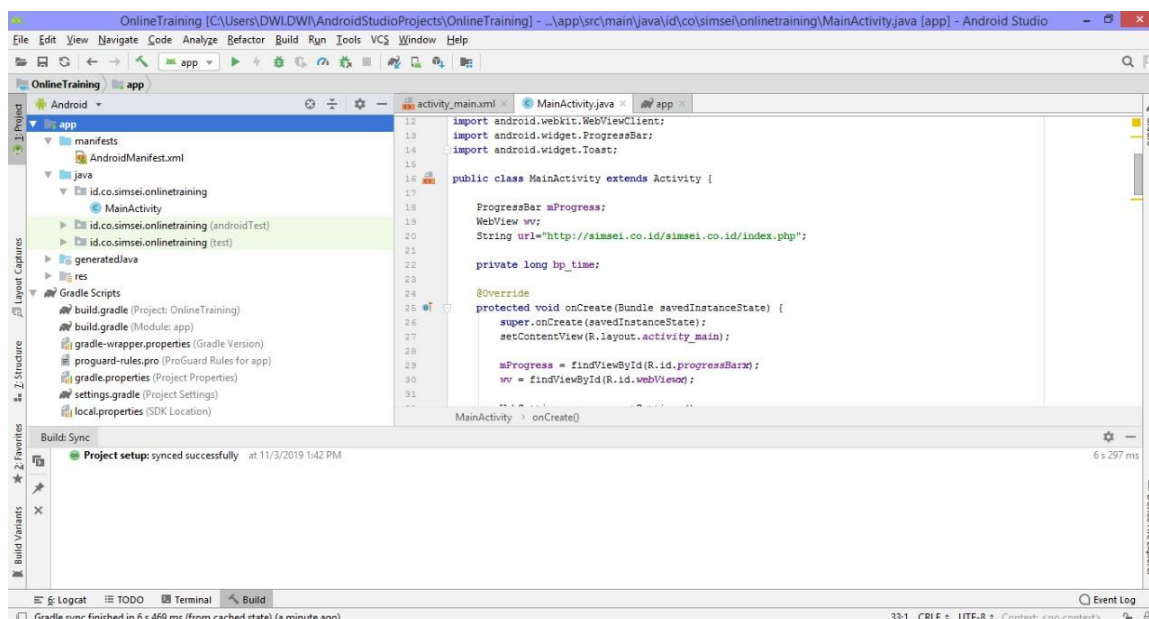 OnlineTraining [C:\Users\DWI.DWI\AndroidStudioProjects\OnlineTraining] - ...\app\src\main\java\id\co\simsei\onlinetraining\MainActivity.java [app] - Android Studio
File Edit View Navigate Code Analyze Refactor Build Run Tools VCS Window Help
app
OnlineTraining app
1: Project
Layout Captures
7: Structure
2: Favorites
Build Variants
Android
app
manifests
AndroidManifest.xml
java
id.co.simsei.onlinetraining
MainActivity
id.co.simsei.onlinetraining (androidTest)
id.co.simsei.onlinetraining (test)
generatedJava
res
Gradle Scripts
build.gradle (Project: OnlineTraining)
build.gradle (Module: app)
gradle-wrapper.properties (Gradle Version)
proguard-rules.pro (ProGuard Rules for app)
gradle.properties (Project Properties)
settings.gradle (Project Settings)
local.properties (SDK Location)
activity_main.xml MainActivity.java app
12 import android.webkit.WebViewClient;
13 import android.widget.ProgressBar;
14 import android.widget.Toast;
15
16 public class MainActivity extends Activity {
17
18 ProgressBar mProgress;
19 WebView wv;
20 String url="http://simsei.co.id/simsei.co.id/index.php";
21
22 private long bp_time;
23
24 @Override
25 protected void onCreate(Bundle savedInstanceState) {
26 super.onCreate(savedInstanceState);
27 setContentView(R.layout.activity_main);
28
29 mProgress = findViewById(R.id.progressBarx);
30 wv = findViewById(R.id.webViewx);
31
MainActivity > onCreate()
Build: Sync
Project setup: synced successfully at 11/3/2019 1:42 PM
6 s 297 ms
6: Logcat TODO Terminal Build Event Log
Gradle sync finished in 6 s 469 ms (from cached state) (a minute ago) 33:1 CRLF UTF-8 Context: <no context>